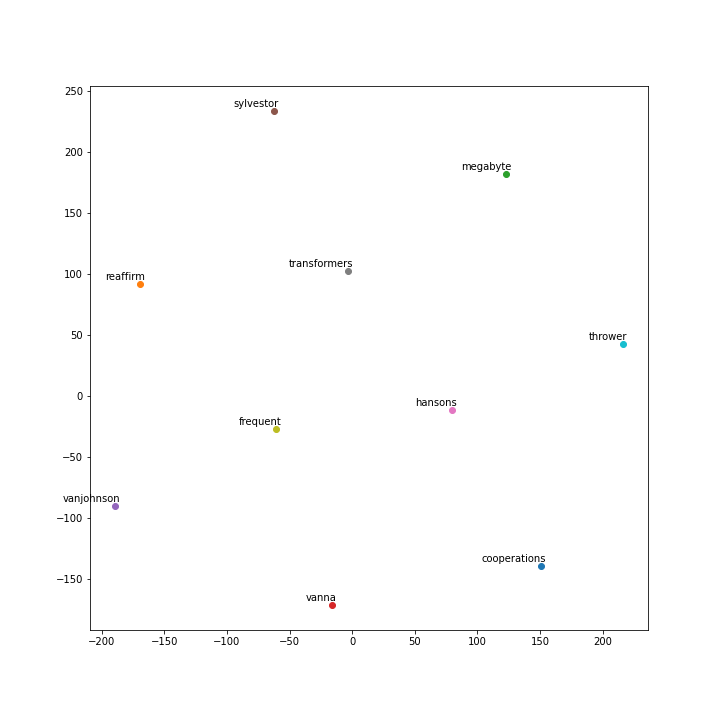 sylvestor
megabyte
transformers
reaffirm
thrower
hansons
frequent
vanjohnson
cooperations
vanna
250
200
150
100
50
0
−50
−100
−150
−200
−150
−100
−50
0
50
100
150
200